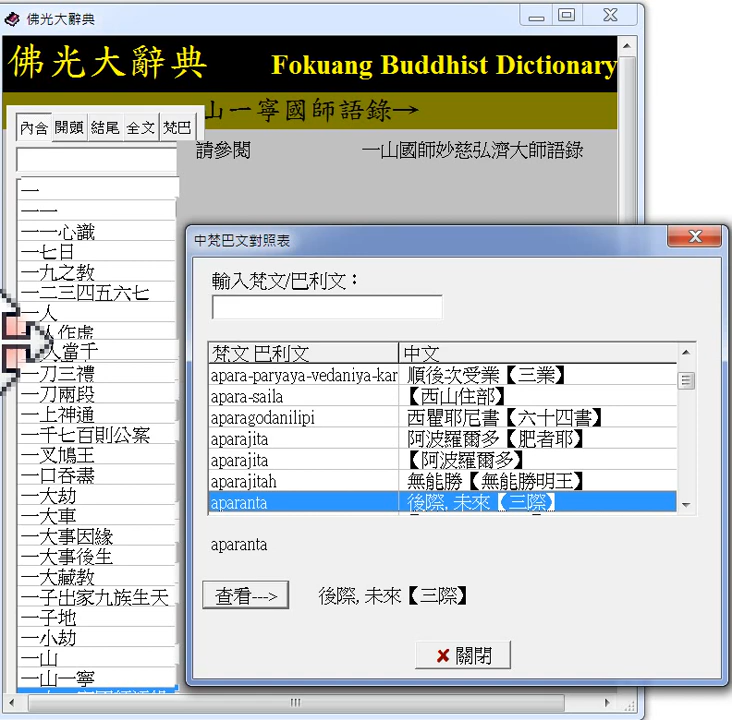 佛光大辭典
佛光大辭典 Fokuang Buddhist Dictionary
山一寧國師語錄→
內含 開頭 結尾 全文 梵巴
請參閱 一山國師妙慈弘濟大師語錄
一
一一
一一心識
一七日
一九之教
一二三四五六七
一人
一人作虛
人當千
一刀三禮
一刀兩段
一上神通
一千七百則公案
一叉鳩王
一口吞盡
一大劫
一大車
一大事因緣
一大事後生
一大藏教
一子出家九族生天
一子地
一小劫
一山
一山一寧
中梵巴文對照表
輸入梵文/巴利文：
梵文 巴利文 中文
apara-paryaya-vedaniya-kar 順後次受業【三業】
apara-saila 【西山住部】
aparagodanilipi 西瞿耶尼書【六十四書】
aparajita 阿波羅爾多【肥者耶】
aparajita 【阿波羅爾多】
aparajitah 無能勝【無能勝明王】
aparanta 後際, 未來【三際】
aparanta
查看---> 後際, 未來【三際】
關閉